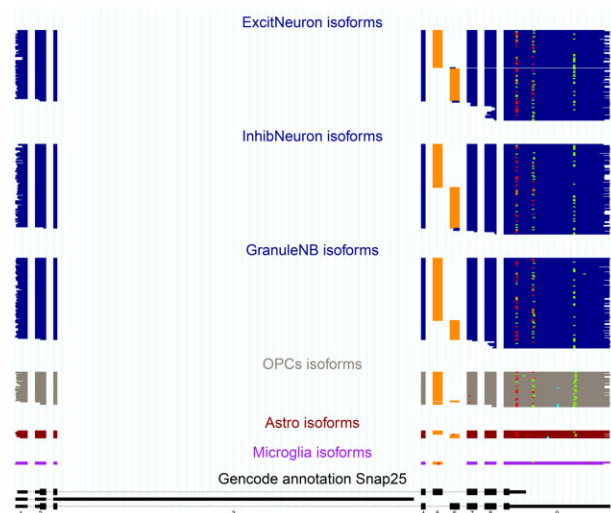 ExcitNeuron isoforms
InhibNeuron isoforms
GranuleNB isoforms
OPCs isoforms
Astro isoforms
Microglia isoforms
Gencode annotation Snap25